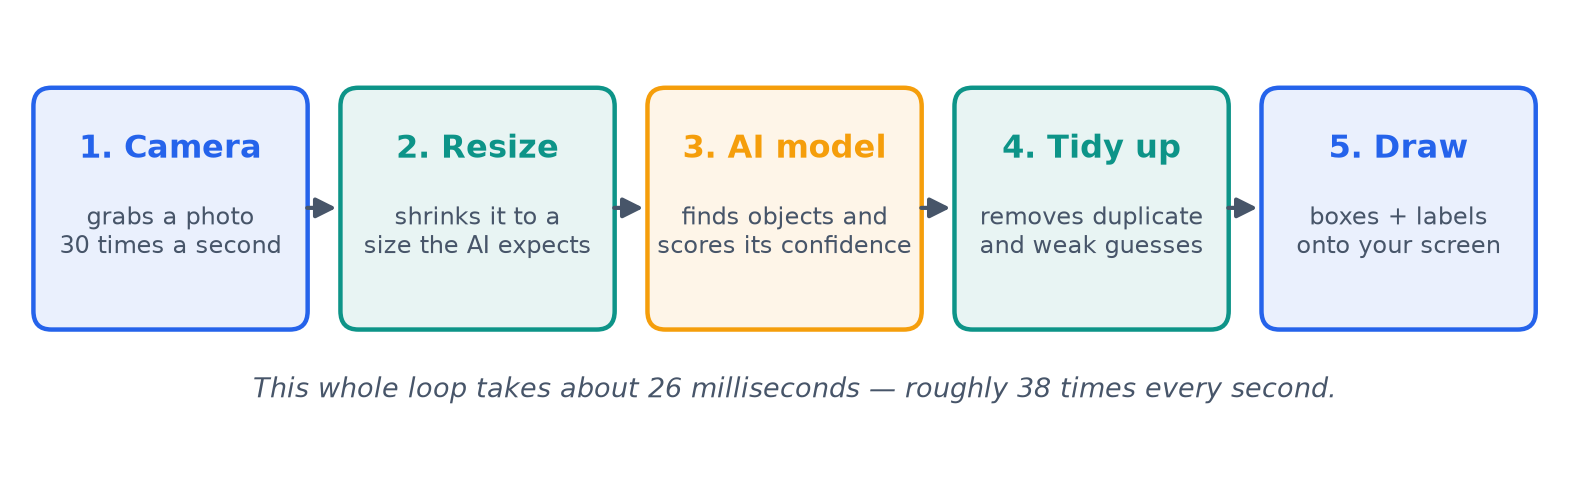 1. Camera
grabs a photo
30 times a second
2. Resize
shrinks it to a
size the AI expects
3. AI model
finds objects and
scores its confidence
4. Tidy up
removes duplicate
and weak guesses
5. Draw
boxes + labels
onto your screen
This whole loop takes about 26 milliseconds — roughly 38 times every second.